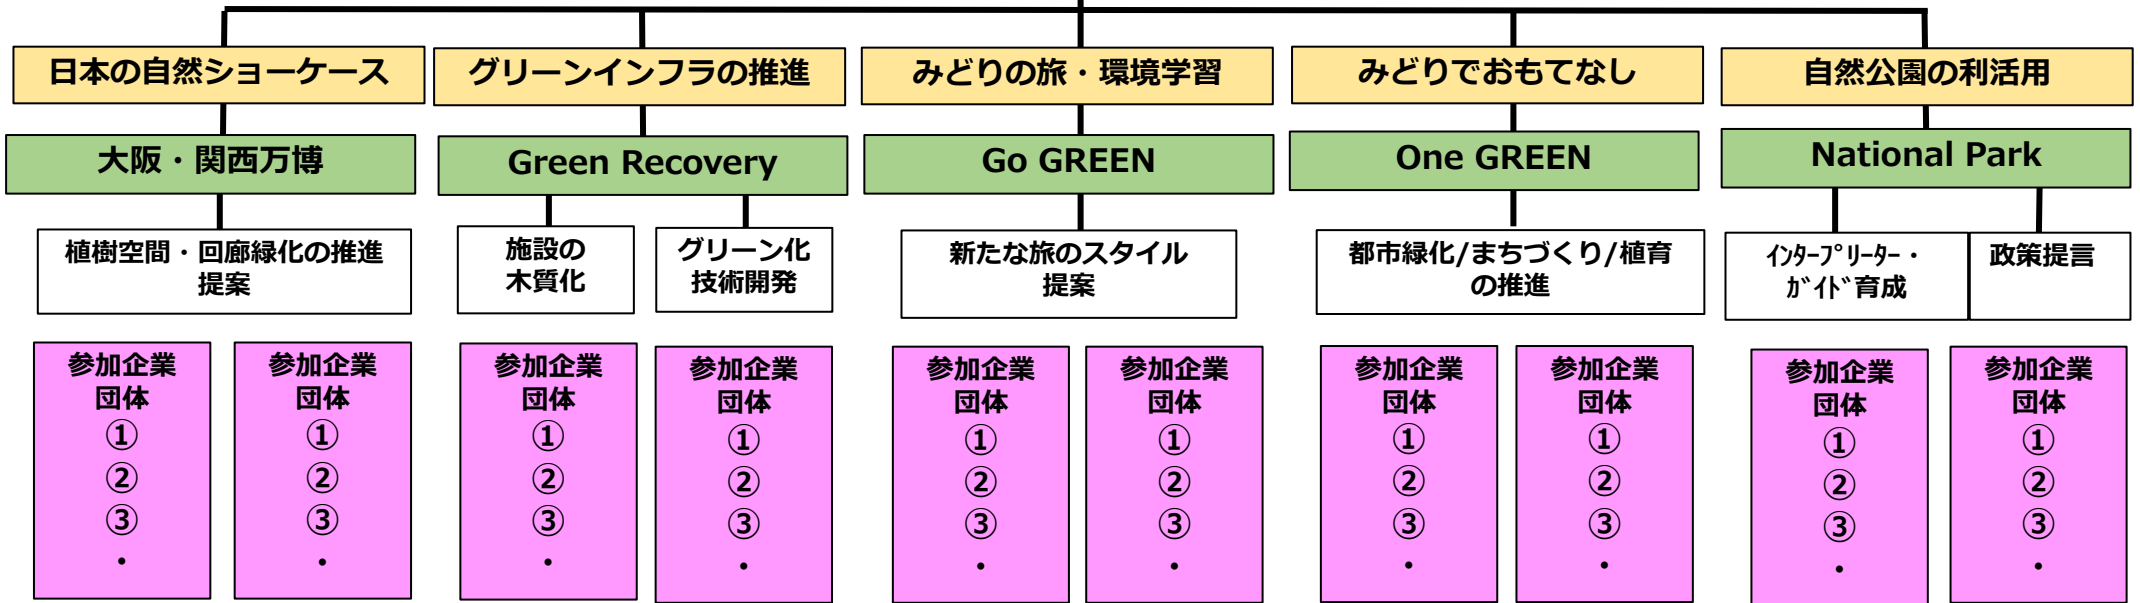 日本の自然ショーケース
グリーンインフラの推進
みどりの旅・環境学習
みどりでおもてなし
自然公園の利活用
大阪・関西万博
Green Recovery
Go GREEN
One GREEN
National Park
植樹空間・回廊緑化の推進
提案
施設の
木質化
グリーン化
技術開発
新たな旅のスタイル
提案
都市緑化/まちづくり/植育
の推進
ｲﾝﾀｰﾌﾟﾘｰﾀｰ・
ｶﾞｲﾄﾞ育成
政策提言
参加企業
団体
①
②
③
・
参加企業
団体
①
②
③
・
参加企業
団体
①
②
③
・
参加企業
団体
①
②
③
・
参加企業
団体
①
②
③
・
参加企業
団体
①
②
③
・
参加企業
団体
①
②
③
・
参加企業
団体
①
②
③
・
参加企業
団体
①
②
③
・
参加企業
団体
①
②
③
・